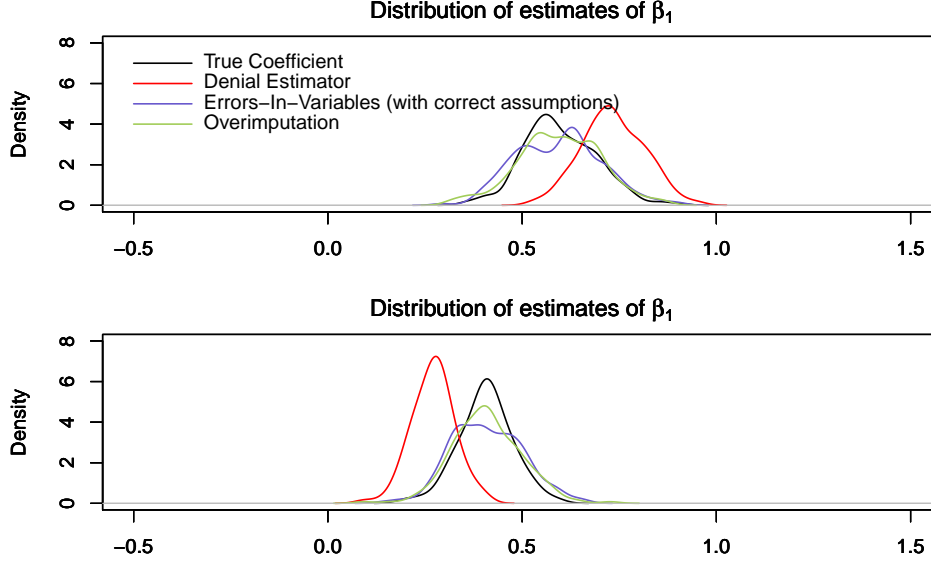 Distribution of estimates of β1
8
6
4
2
0
Density
True Coefficient
Denial Estimator
Errors−In−Variables (with correct assumptions)
Overimputation
−0.5 0.0 0.5 1.0 1.5
Distribution of estimates of β1
8
6
4
2
0
Density
−0.5 0.0 0.5 1.0 1.5